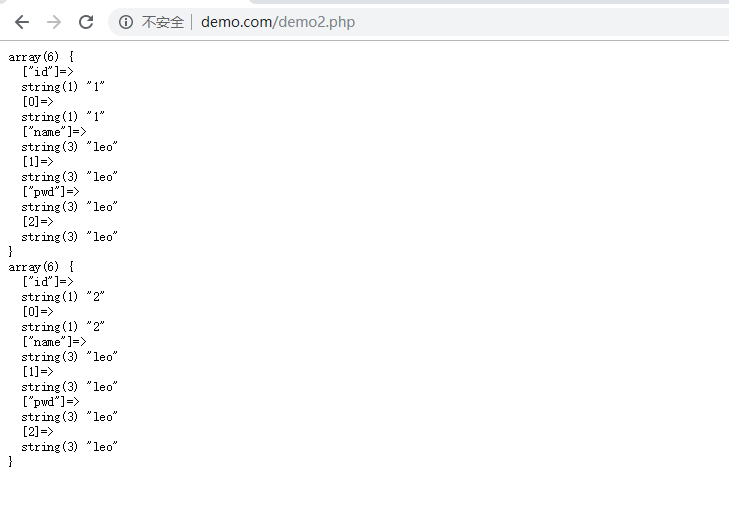 不安全 demo.com/demo2.php
array(6) {
  ["id"]=>
  string(1) "1"
  [0]=>
  string(1) "1"
  ["name"]=>
  string(3) "leo"
  [1]=>
  string(3) "leo"
  ["pwd"]=>
  string(3) "leo"
  [2]=>
  string(3) "leo"
}
array(6) {
  ["id"]=>
  string(1) "2"
  [0]=>
  string(1) "2"
  ["name"]=>
  string(3) "leo"
  [1]=>
  string(3) "leo"
  ["pwd"]=>
  string(3) "leo"
  [2]=>
  string(3) "leo"
}